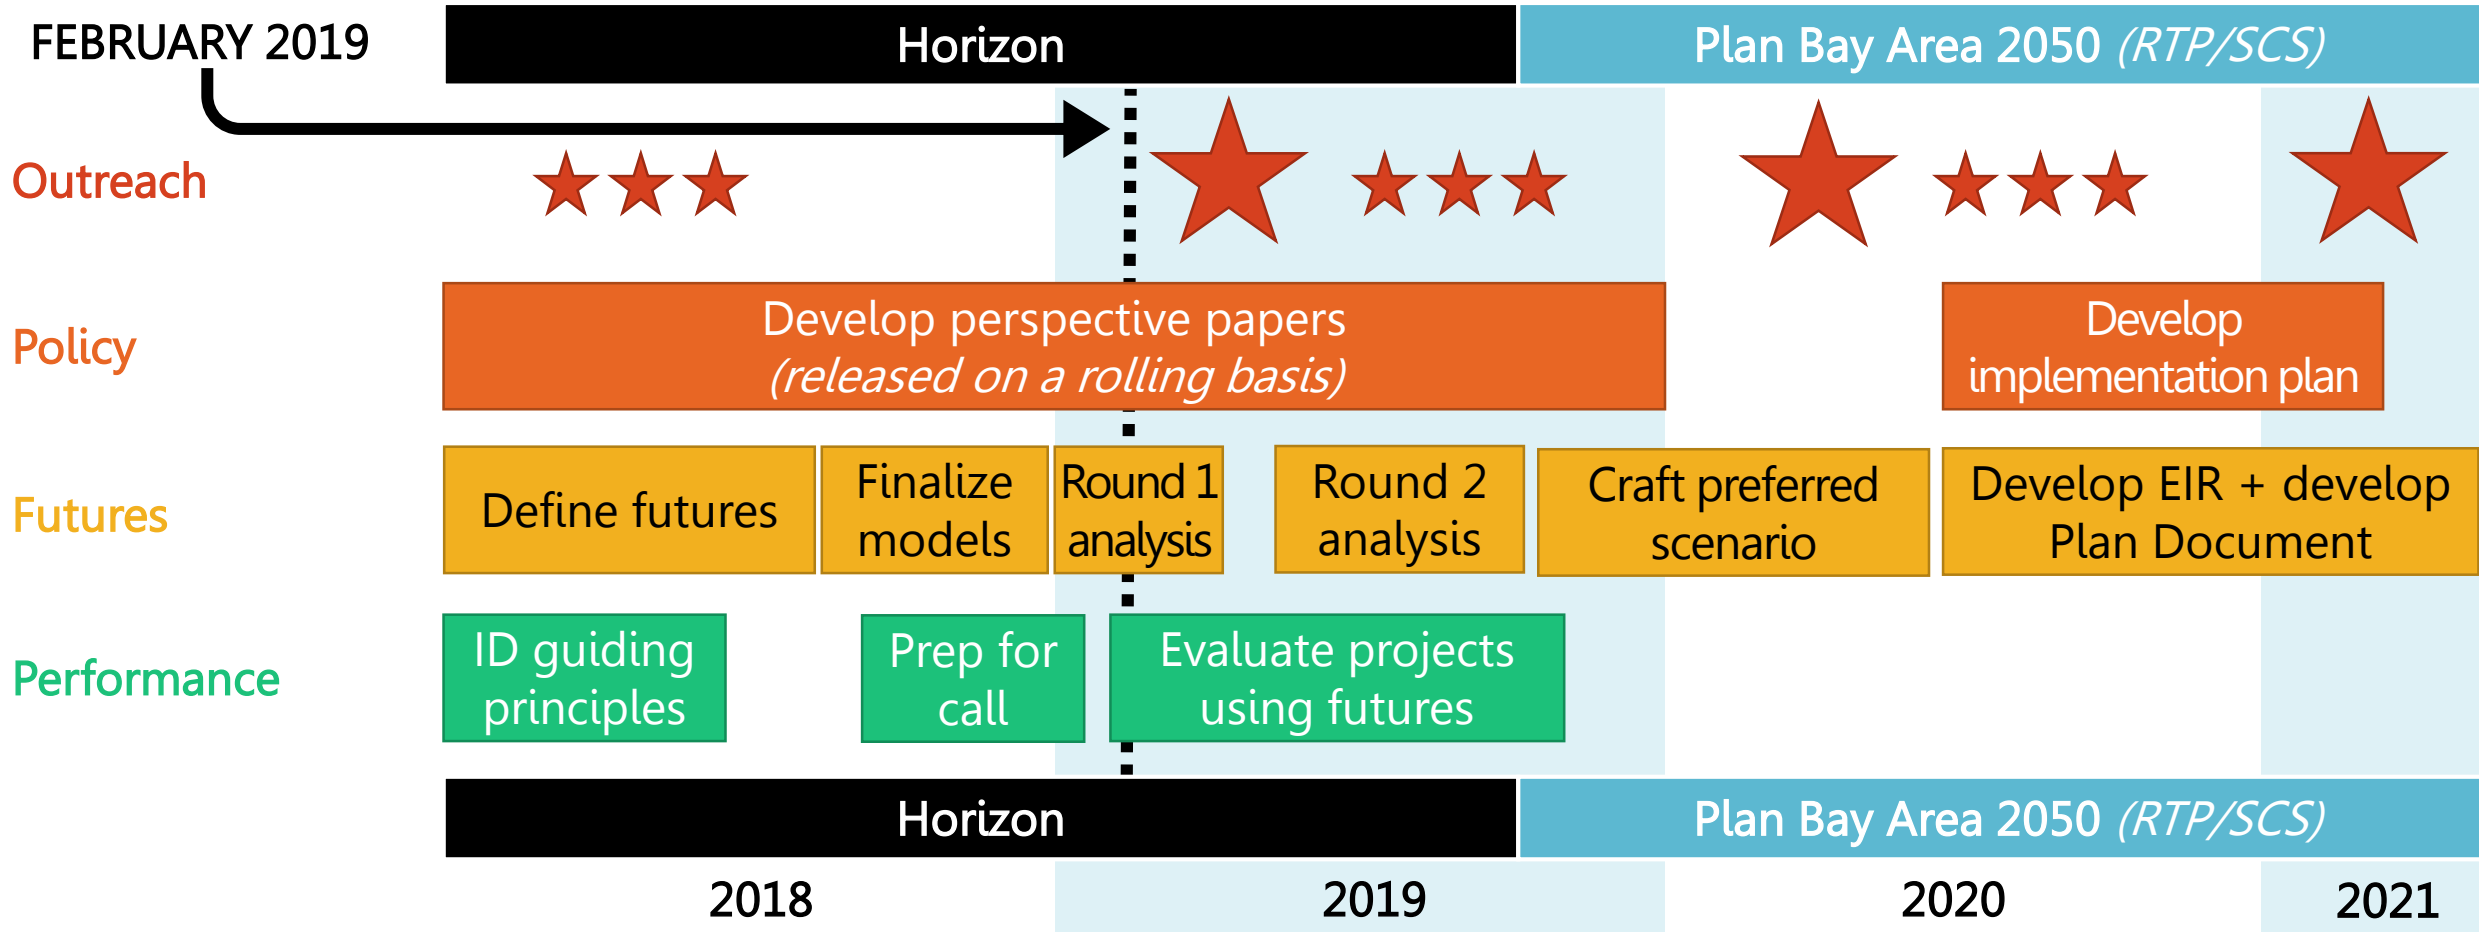 FEBRUARY 2019
Horizon
Plan Bay Area 2050 (RTP/SCS)
Outreach
Policy
Develop perspective papers
(released on a rolling basis)
Develop
implementation plan
Futures
Define futures
Finalize
models
Round 1
analysis
Round 2
analysis
Craft preferred
scenario
Develop EIR + develop
Plan Document
Performance
ID guiding
principles
Prep for
call
Evaluate projects
using futures
Horizon
Plan Bay Area 2050 (RTP/SCS)
2018
2019
2020
2021